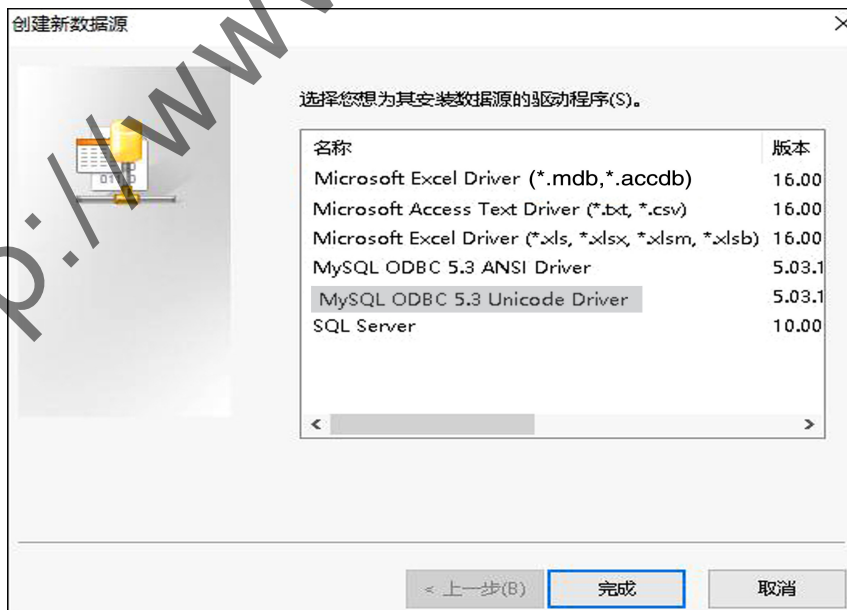 创建新数据源
选择您想为其安装数据源的驱动程序(S)。
名称 版本
Microsoft Excel Driver (*.mdb,*.accdb) 16.00
Microsoft Access Text Driver (*.txt, *.csv) 16.00
Microsoft Excel Driver (*.xls, *.xlsx, *.xlsm, *.xlsb) 16.00
MySQL ODBC 5.3 ANSI Driver 5.03.1
MySQL ODBC 5.3 Unicode Driver 5.03.1
SQL Server 10.00
< 上一步(B) 完成 取消
p://ww